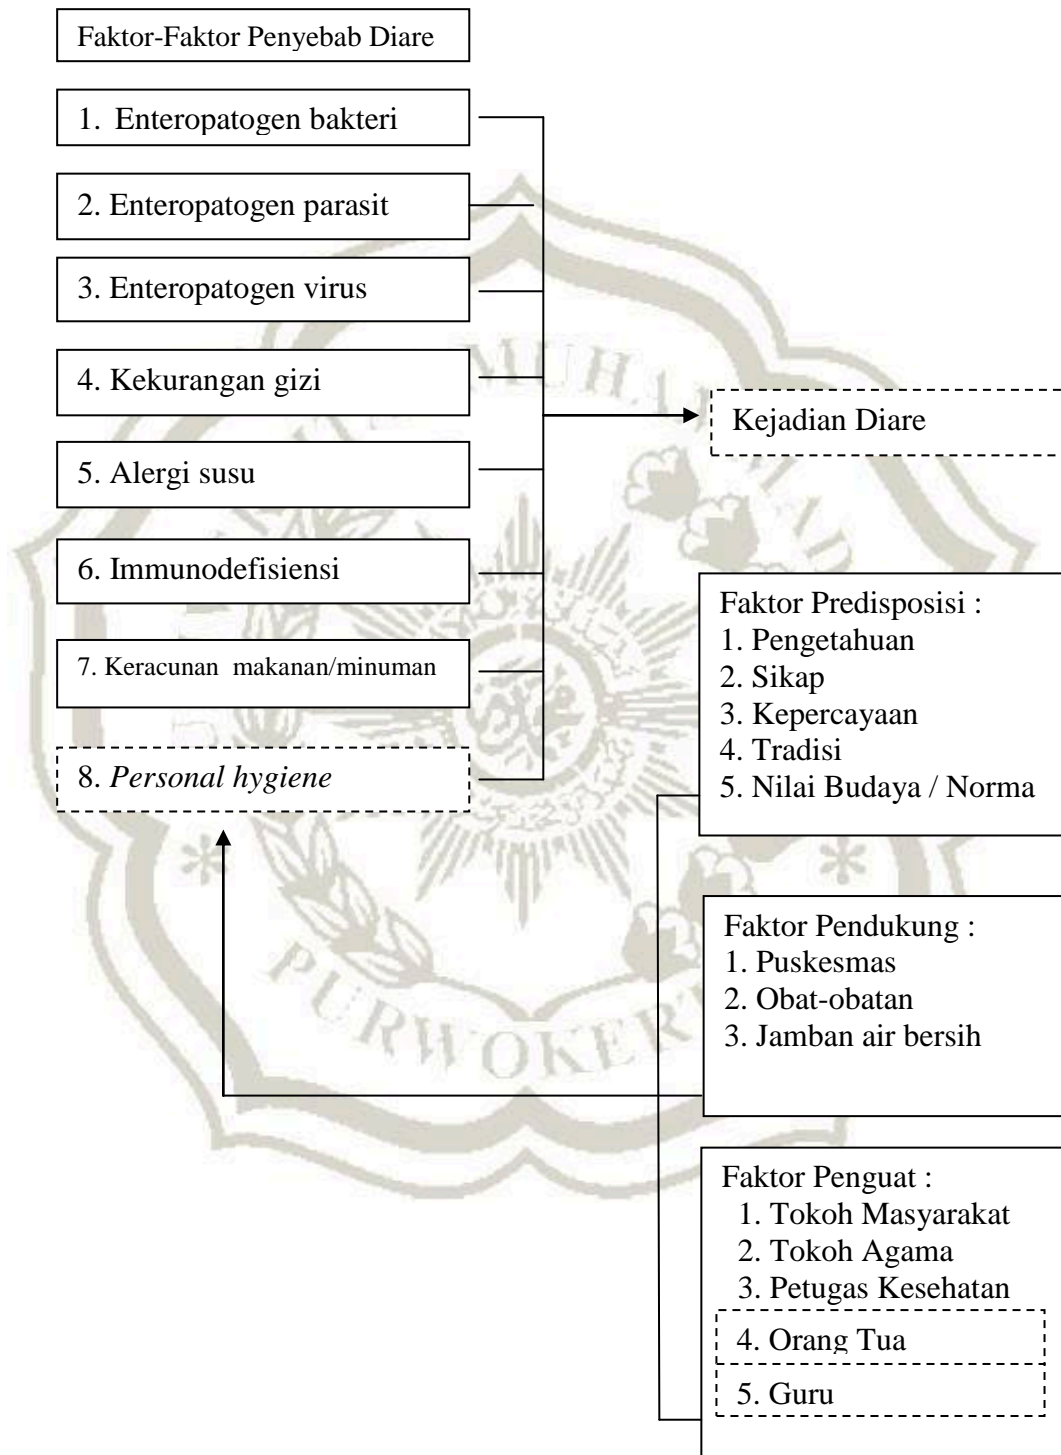 Faktor-Faktor Penyebab Diare
1. Enteropatogen bakteri
2. Enteropatogen parasit
3. Enteropatogen virus
4. Kekurangan gizi
5. Alergi susu
6. Immunodefisiensi
7. Keracunan makanan/minuman
8. Personal hygiene
Kejadian Diare
Faktor Predisposisi :
1. Pengetahuan
2. Sikap
3. Kepercayaan
4. Tradisi
5. Nilai Budaya / Norma
Faktor Pendukung :
1. Puskesmas
2. Obat-obatan
3. Jamban air bersih
Faktor Penguat :
1. Tokoh Masyarakat
2. Tokoh Agama
3. Petugas Kesehatan
4. Orang Tua
5. Guru